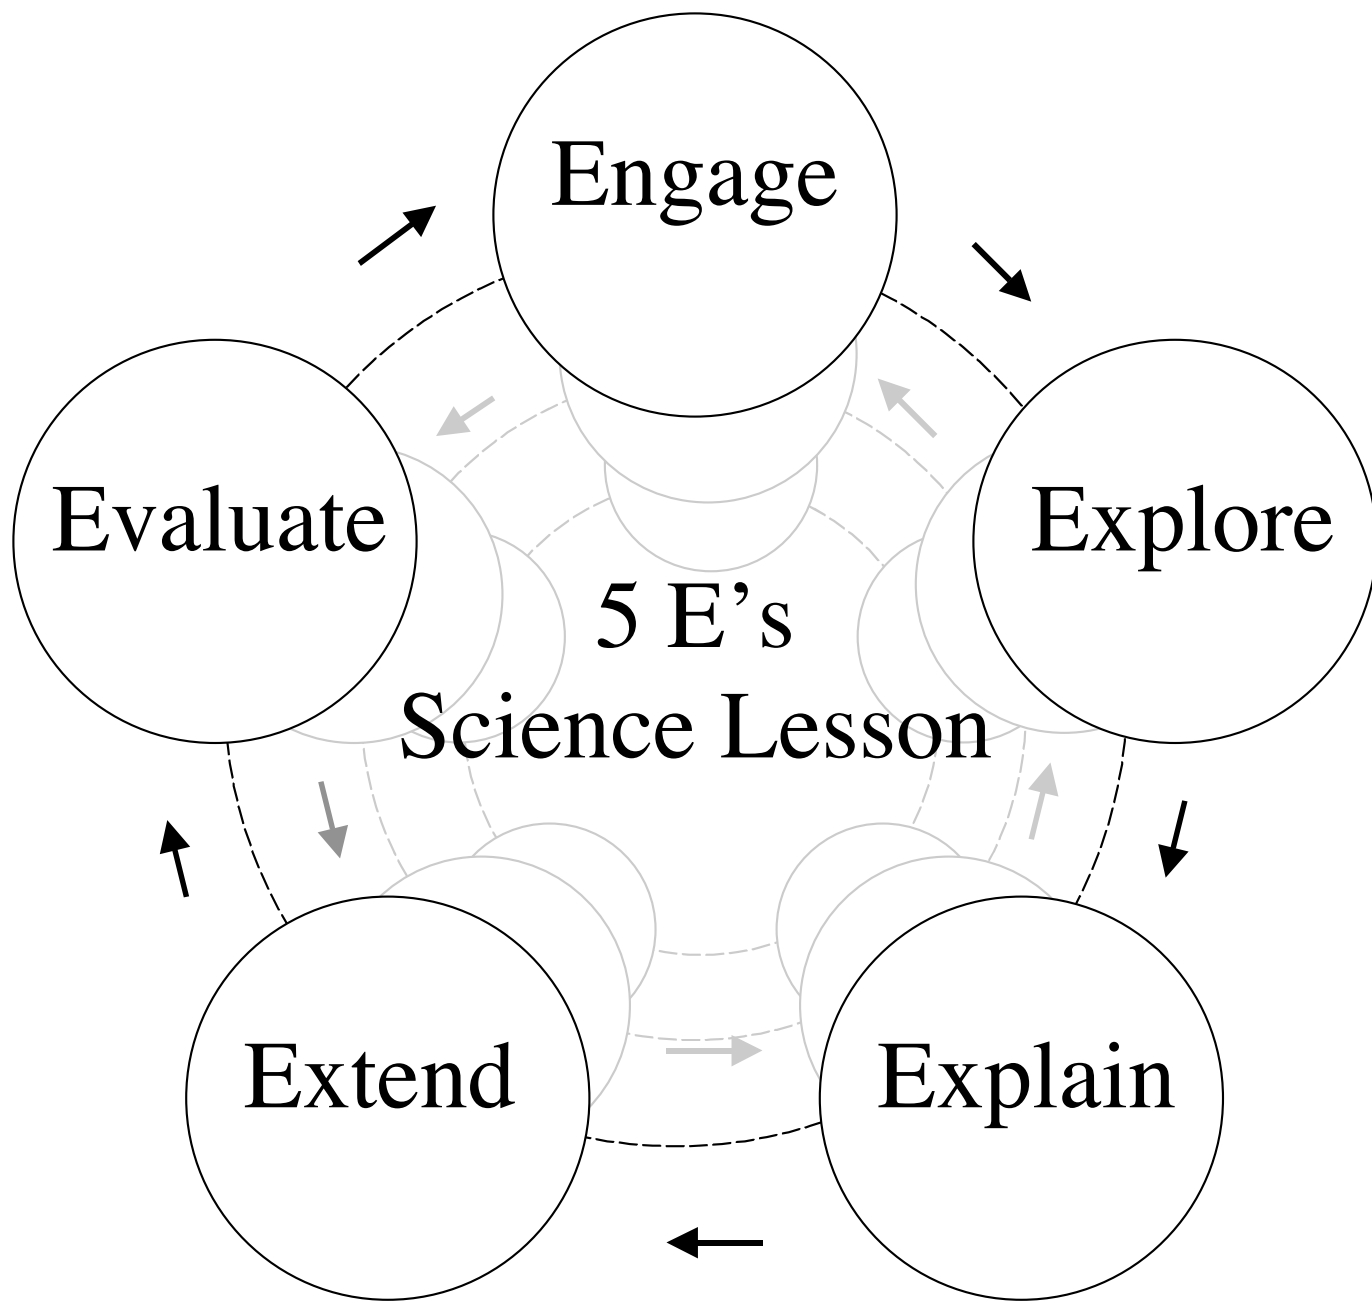 Engage
Evaluate
Explore
5 E’s
Science Lesson
Extend
Explain